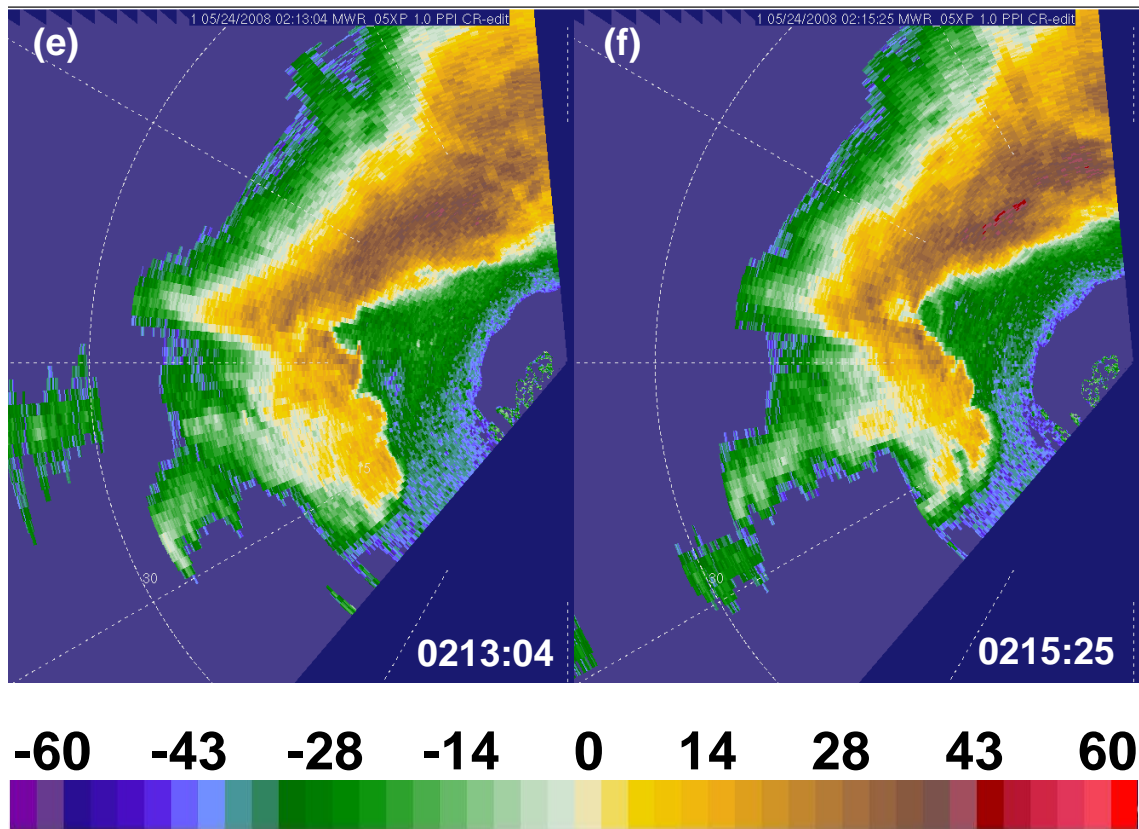 1 05/24/2008 02:13:04 MWR_05XP 1.0 PPI CR-edit
1 05/24/2008 02:15:25 MWR_05XP 1.0 PPI CR-edit
(e)
(f)
15
30
30
0213:04
0215:25
-60 -43 -28 -14 0 14 28 43 60